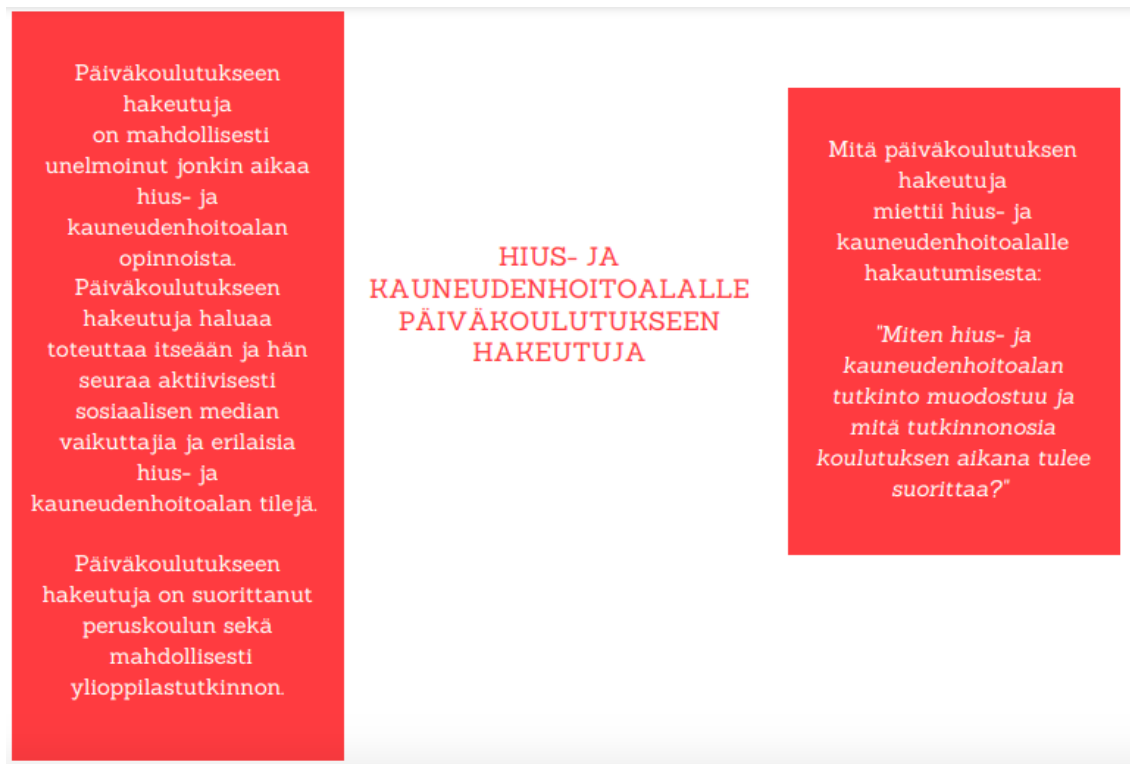 Päiväkoulutukseen
hakeutuja
on mahdollisesti
unelmoinut jonkin aikaa
hius- ja
kauneudenhoitoalan
opinnoista.
Päiväkoulutukseen
hakeutuja haluaa
toteuttaa itseään ja hän
seuraa aktiivisesti
sosiaalisen median
vaikuttajia ja erilaisia
hius- ja
kauneudenhoitoalan tilejä.
Päiväkoulutukseen
hakeutuja on suorittanut
peruskoulun sekä
mahdollisesti
ylioppilastutkinnon.
HIUS- JA
KAUNEUDENHOITOALALLE
PÄIVÄKOULUTUKSEEN
HAKEUTUJA
Mitä päiväkoulutuksen
hakeutuja
miettii hius- ja
kauneudenhoitoalalle
hakautumisesta:
"Miten hius- ja
kauneudenhoitoalan
tutkinto muodostuu ja
mitä tutkinnonosia
koulutuksen aikana tulee
suorittaa?"